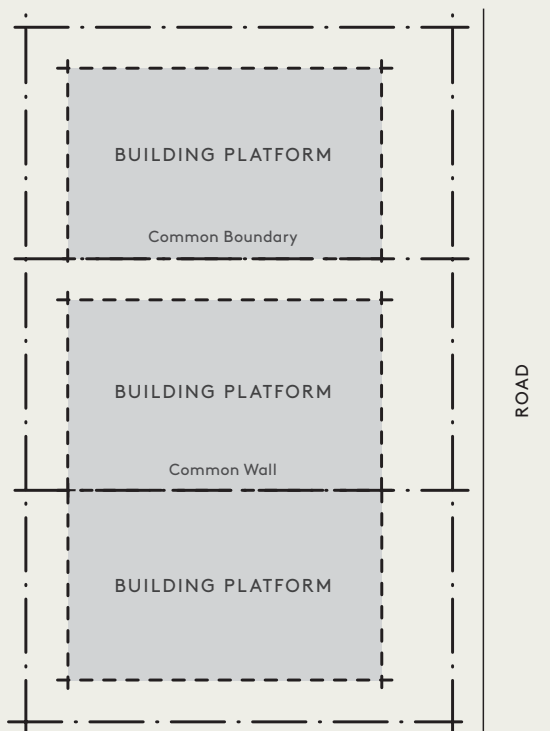 BUILDING PLATFORM
Common Boundary
BUILDING PLATFORM
ROAD
Common Wall
BUILDING PLATFORM